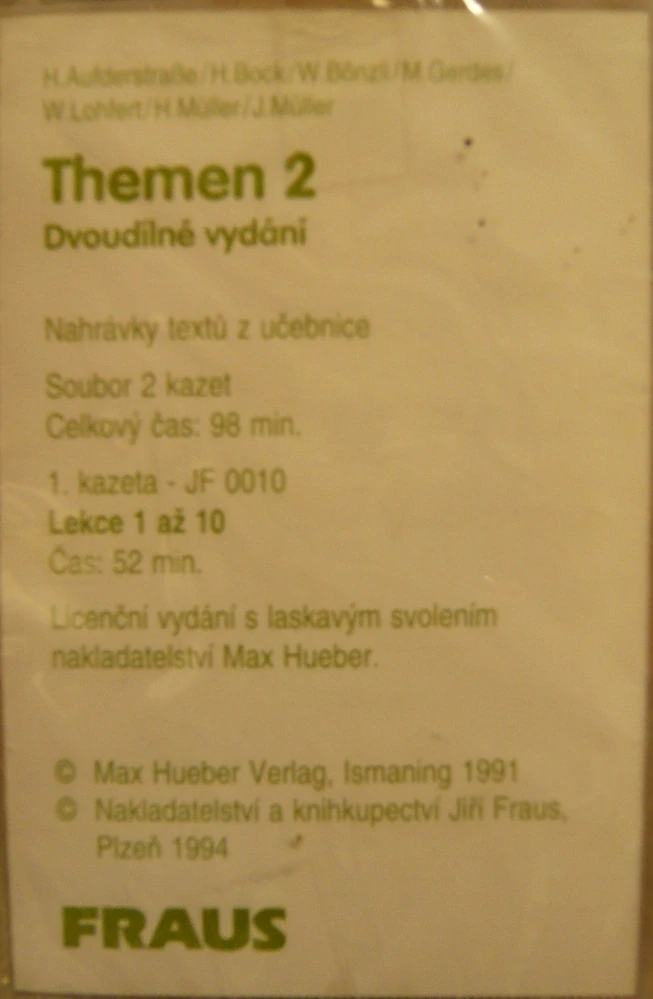 H.Aufderstraße/H.Bock/W.Bönzli/M.Gerdes/
W.Lohfert/H.Müller/J.Müller
Themen 2
Dvoudílné vydání
Nahrávky textů z učebnice
Soubor 2 kazet
Celkový čas: 98 min.
1. kazeta - JF 0010
Lekce 1 až 10
Čas: 52 min.
Licenční vydání s laskavým svolením
nakladatelství Max Hueber.
© Max Hueber Verlag, Ismaning 1991
© Nakladatelství a knihkupectví Jiří Fraus,
Plzeň 1994
FRAUS